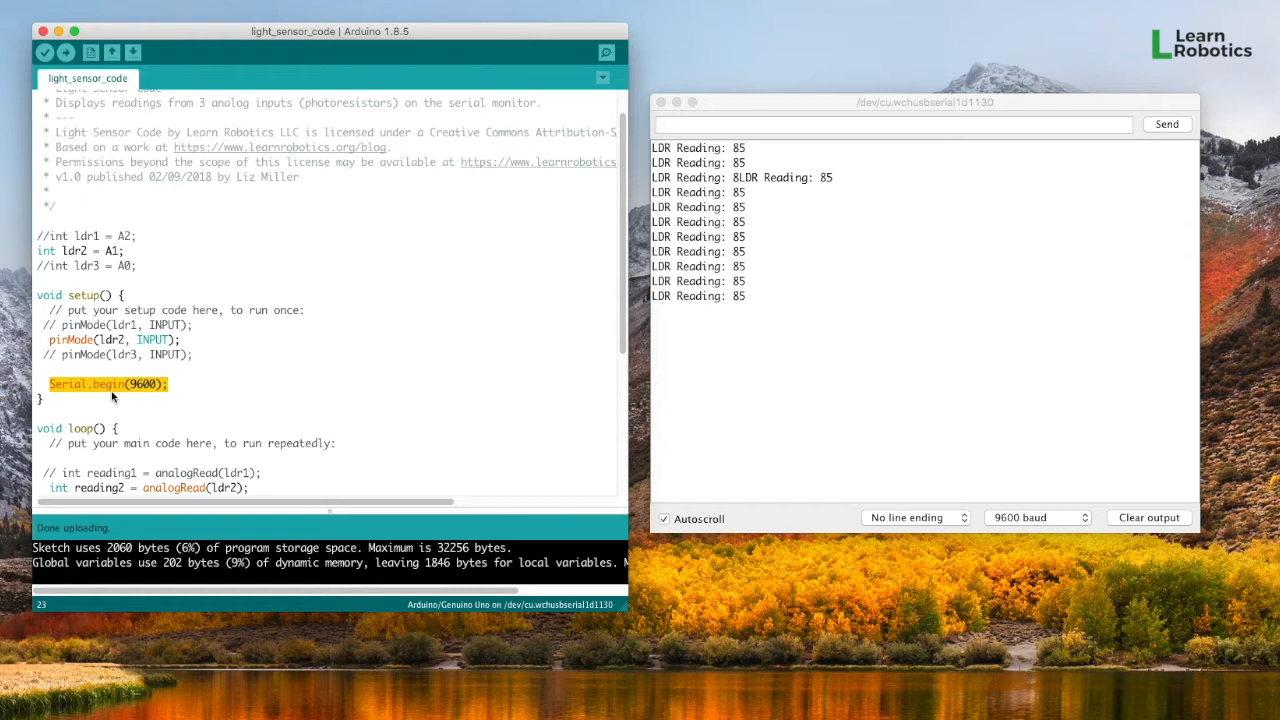 light_sensor_code | Arduino 1.8.5
light_sensor_code
* Light Sensor Code
* Displays readings from 3 analog inputs (photoresistors) on the serial monitor.
* ---
* Light Sensor Code by Learn Robotics LLC is licensed under a Creative Commons Attribution-S
* Based on a work at https://www.learnrobotics.org/blog.
* Permissions beyond the scope of this license may be available at https://www.learnrobotics
* v1.0 published 02/09/2018 by Liz Miller
*
*/
//int ldr1 = A2;
int ldr2 = A1;
//int ldr3 = A0;
void setup() {
// put your setup code here, to run once:
// pinMode(ldr1, INPUT);
pinMode(ldr2, INPUT);
// pinMode(ldr3, INPUT);
Serial.begin(9600);
}
void loop() {
// put your main code here, to run repeatedly:
// int reading1 = analogRead(ldr1);
int reading2 = analogRead(ldr2);
Done uploading.
Sketch uses 2060 bytes (6%) of program storage space. Maximum is 32256 bytes.
Global variables use 202 bytes (9%) of dynamic memory, leaving 1846 bytes for local variables. M
23
Arduino/Genuino Uno on /dev/cu.wchusbserial1d1130
Learn
Robotics
/dev/cu.wchusbserial1d1130
Send
LDR Reading: 85
LDR Reading: 85
LDR Reading: 8LDR Reading: 85
LDR Reading: 85
LDR Reading: 85
LDR Reading: 85
LDR Reading: 85
LDR Reading: 85
LDR Reading: 85
LDR Reading: 85
LDR Reading: 85
Autoscroll
No line ending
9600 baud
Clear output